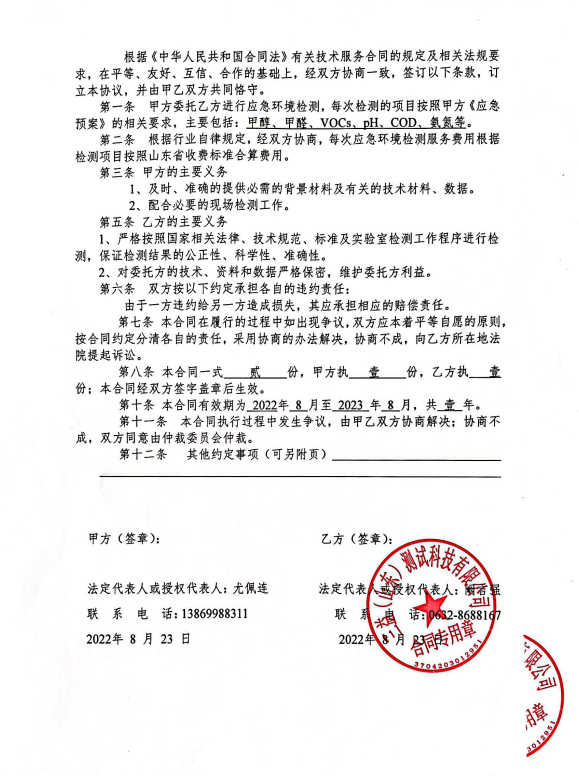 根据《中华人民共和国合同法》有关技术服务合同的规定及相关法规要
求，在平等、友好、互信、合作的基础上，经双方协商一致，签订以下条款，订
立本协议，并由甲乙双方共同恪守。
第一条 甲方委托乙方进行应急环境检测，每次检测的项目按照甲方《应急
预案》的相关要求，主要包括：甲醇、甲醛、VOCs、pH、COD、氨氮等。
第二条 根据行业自律规定，经双方协商，每次应急环境检测服务费用根据
检测项目按照山东省收费标准合算费用。
第三条 甲方的主要义务
1、及时、准确的提供必需的背景材料及有关的技术材料、数据。
2、配合必要的现场检测工作。
第五条 乙方的主要义务
1、严格按照国家相关法律、技术规范、标准及实验室检测工作程序进行检
测，保证检测结果的公正性、科学性、准确性。
2、对委托方的技术、资料和数据严格保密，维护委托方利益。
第六条 双方按以下约定承担各自的违约责任：
由于一方违约给另一方造成损失，其应承担相应的赔偿责任。
第七条 本合同在履行的过程中如出现争议，双方应本着平等自愿的原则，
按合同约定分清各自的责任，采用协商的办法解决，协商不成，向乙方所在地法
院提起诉讼。
第八条 本合同一式 贰 份，甲方执 壹 份，乙方执 壹
份；本合同经双方签字盖章后生效。
第十条 本合同有效期为 2022年 8 月至 2023 年 8 月，共 壹 年。
第十一条 本合同执行过程中发生争议，由甲乙双方协商解决；协商不
成，双方同意由仲裁委员会仲裁。
第十二条 其他约定事项（可另附页）
甲方（签章）：
乙方（签章）：
法定代表人或授权代表人：尤佩连
法定代表人或授权代表人：
强
联 系 电 话：13869988311
联 系 电 话：0632-8688167
2022年 8 月 23 日
2022年 8 月 23 日
益（山东）测试科技有限公司
合同专用章
3704203012951
限公司
用章
3012951